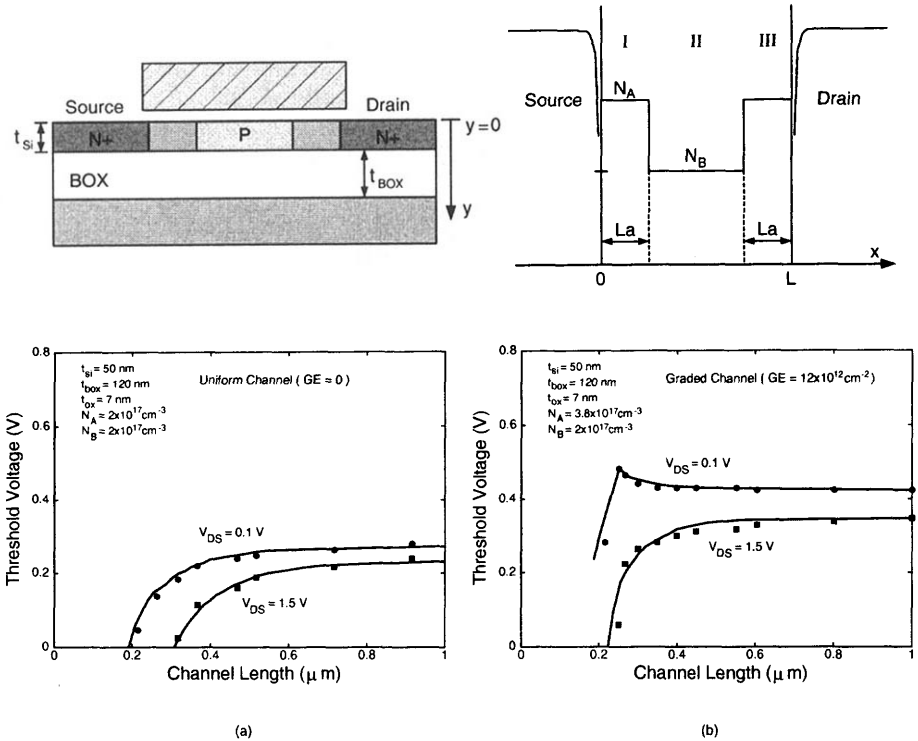 Source
Drain
t_Si
N+
P
N+
y=0
BOX
t_BOX
y
I
II
III
Source
N_A
Drain
N_B
La
La
x
0
L
0.8
t_si = 50 nm
t_box = 120 nm
t_ox = 7 nm
N_A = 2x10^17 cm^-3
N_B = 2x10^17 cm^-3
Uniform Channel ( GE = 0)
0.6
0.4
0.2
0
V_DS = 0.1 V
V_DS = 1.5 V
Threshold Voltage (V)
0 0.2 0.4 0.6 0.8 1
Channel Length (μ m)
(a)
0.8
t_si = 50 nm
t_box = 120 nm
t_ox = 7 nm
N_A = 3.8x10^17 cm^-3
N_B = 2x10^17 cm^-3
Graded Channel ( GE = 12x10^12 cm^-2)
0.6
0.4
0.2
0
V_DS = 0.1 V
V_DS = 1.5 V
Threshold Voltage (V)
0 0.2 0.4 0.6 0.8 1
Channel Length (μ m)
(b)